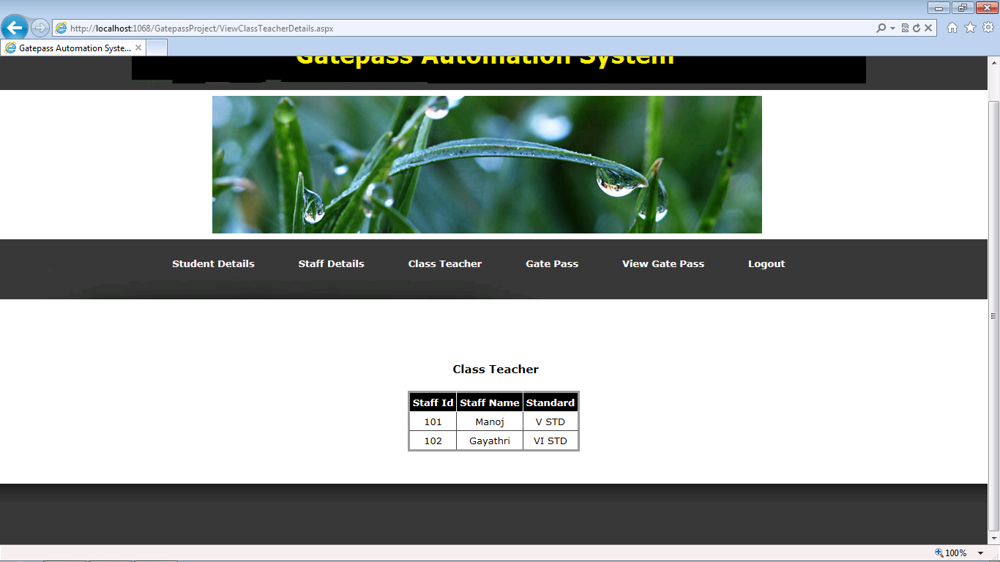 http://localhost:1068/GatepassProject/ViewClassTeacherDetails.aspx
Gatepass Automation Syste...
Gatepass Automation System
Student Details Staff Details Class Teacher Gate Pass View Gate Pass Logout
Class Teacher
Staff Id Staff Name Standard
101 Manoj V STD
102 Gayathri VI STD
100%